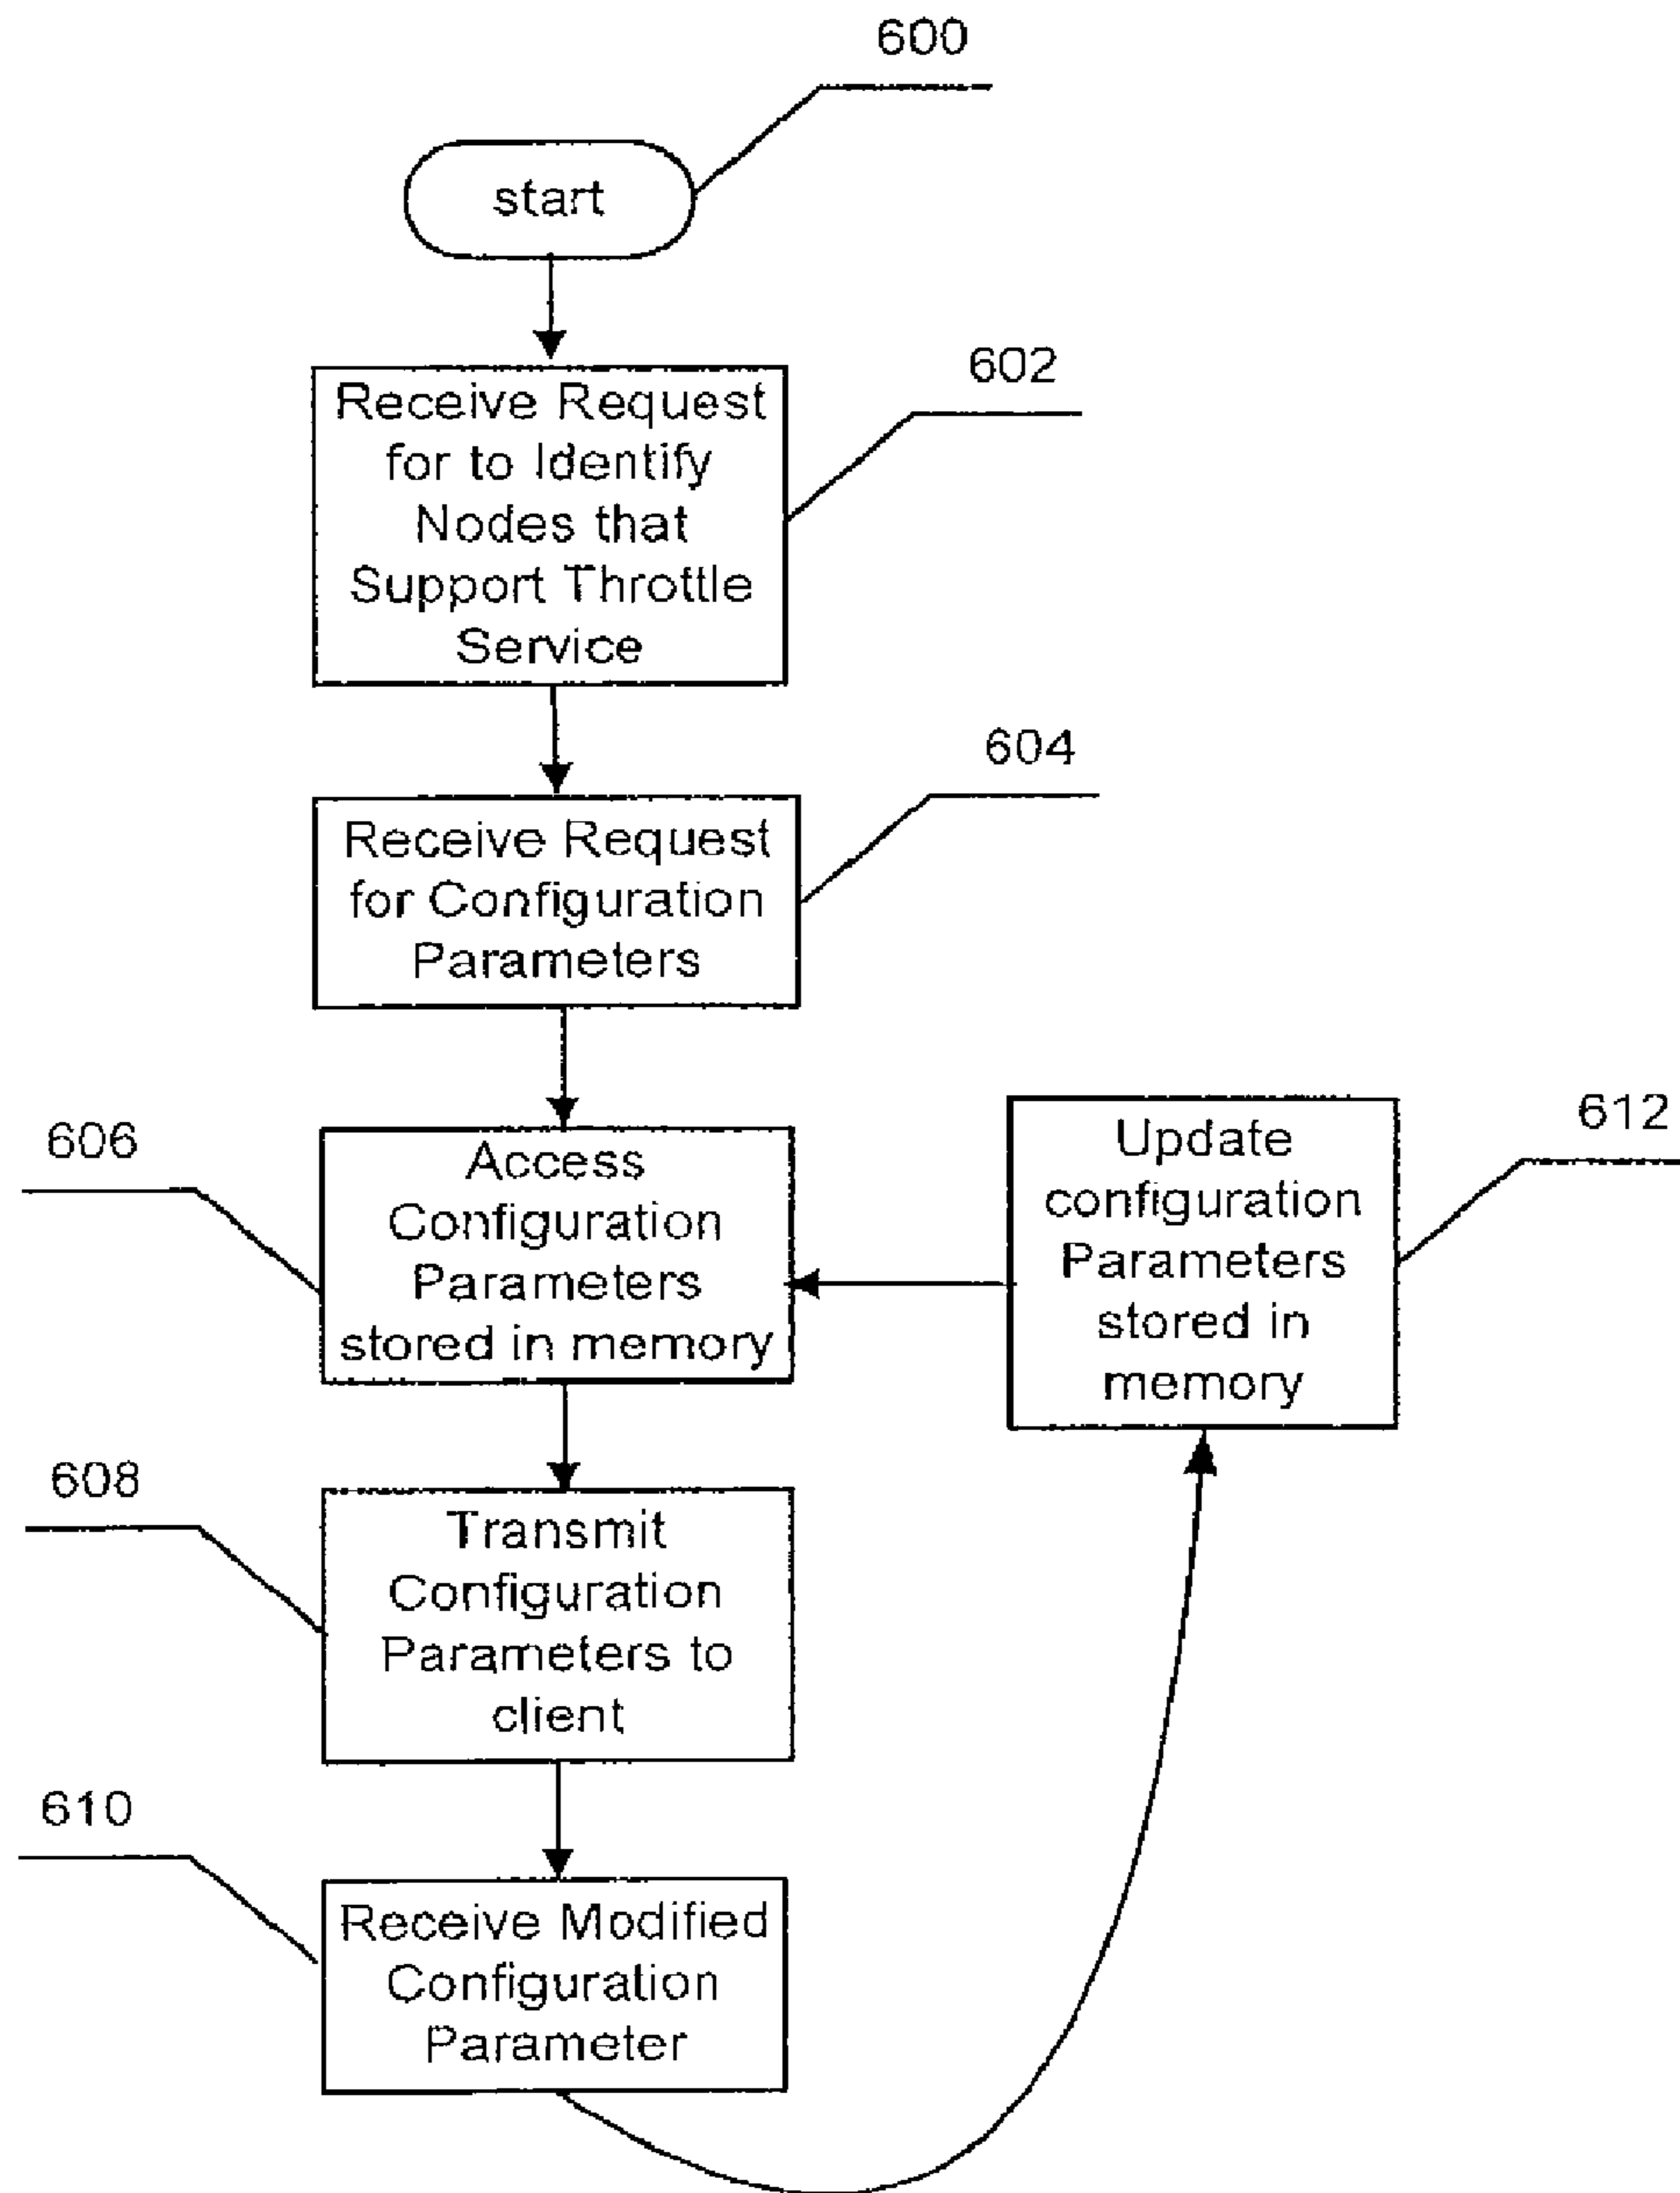 600
start
602
Receive Request
for to Identify
Nodes that
Support Throttle
Service
604
Receive Request
for Configuration
Parameters
606
Access
Configuration
Parameters
stored in memory
612
Update
configuration
Parameters
stored in
memory
608
Transmit
Configuration
Parameters to
client
610
Receive Modified
Configuration
Parameter